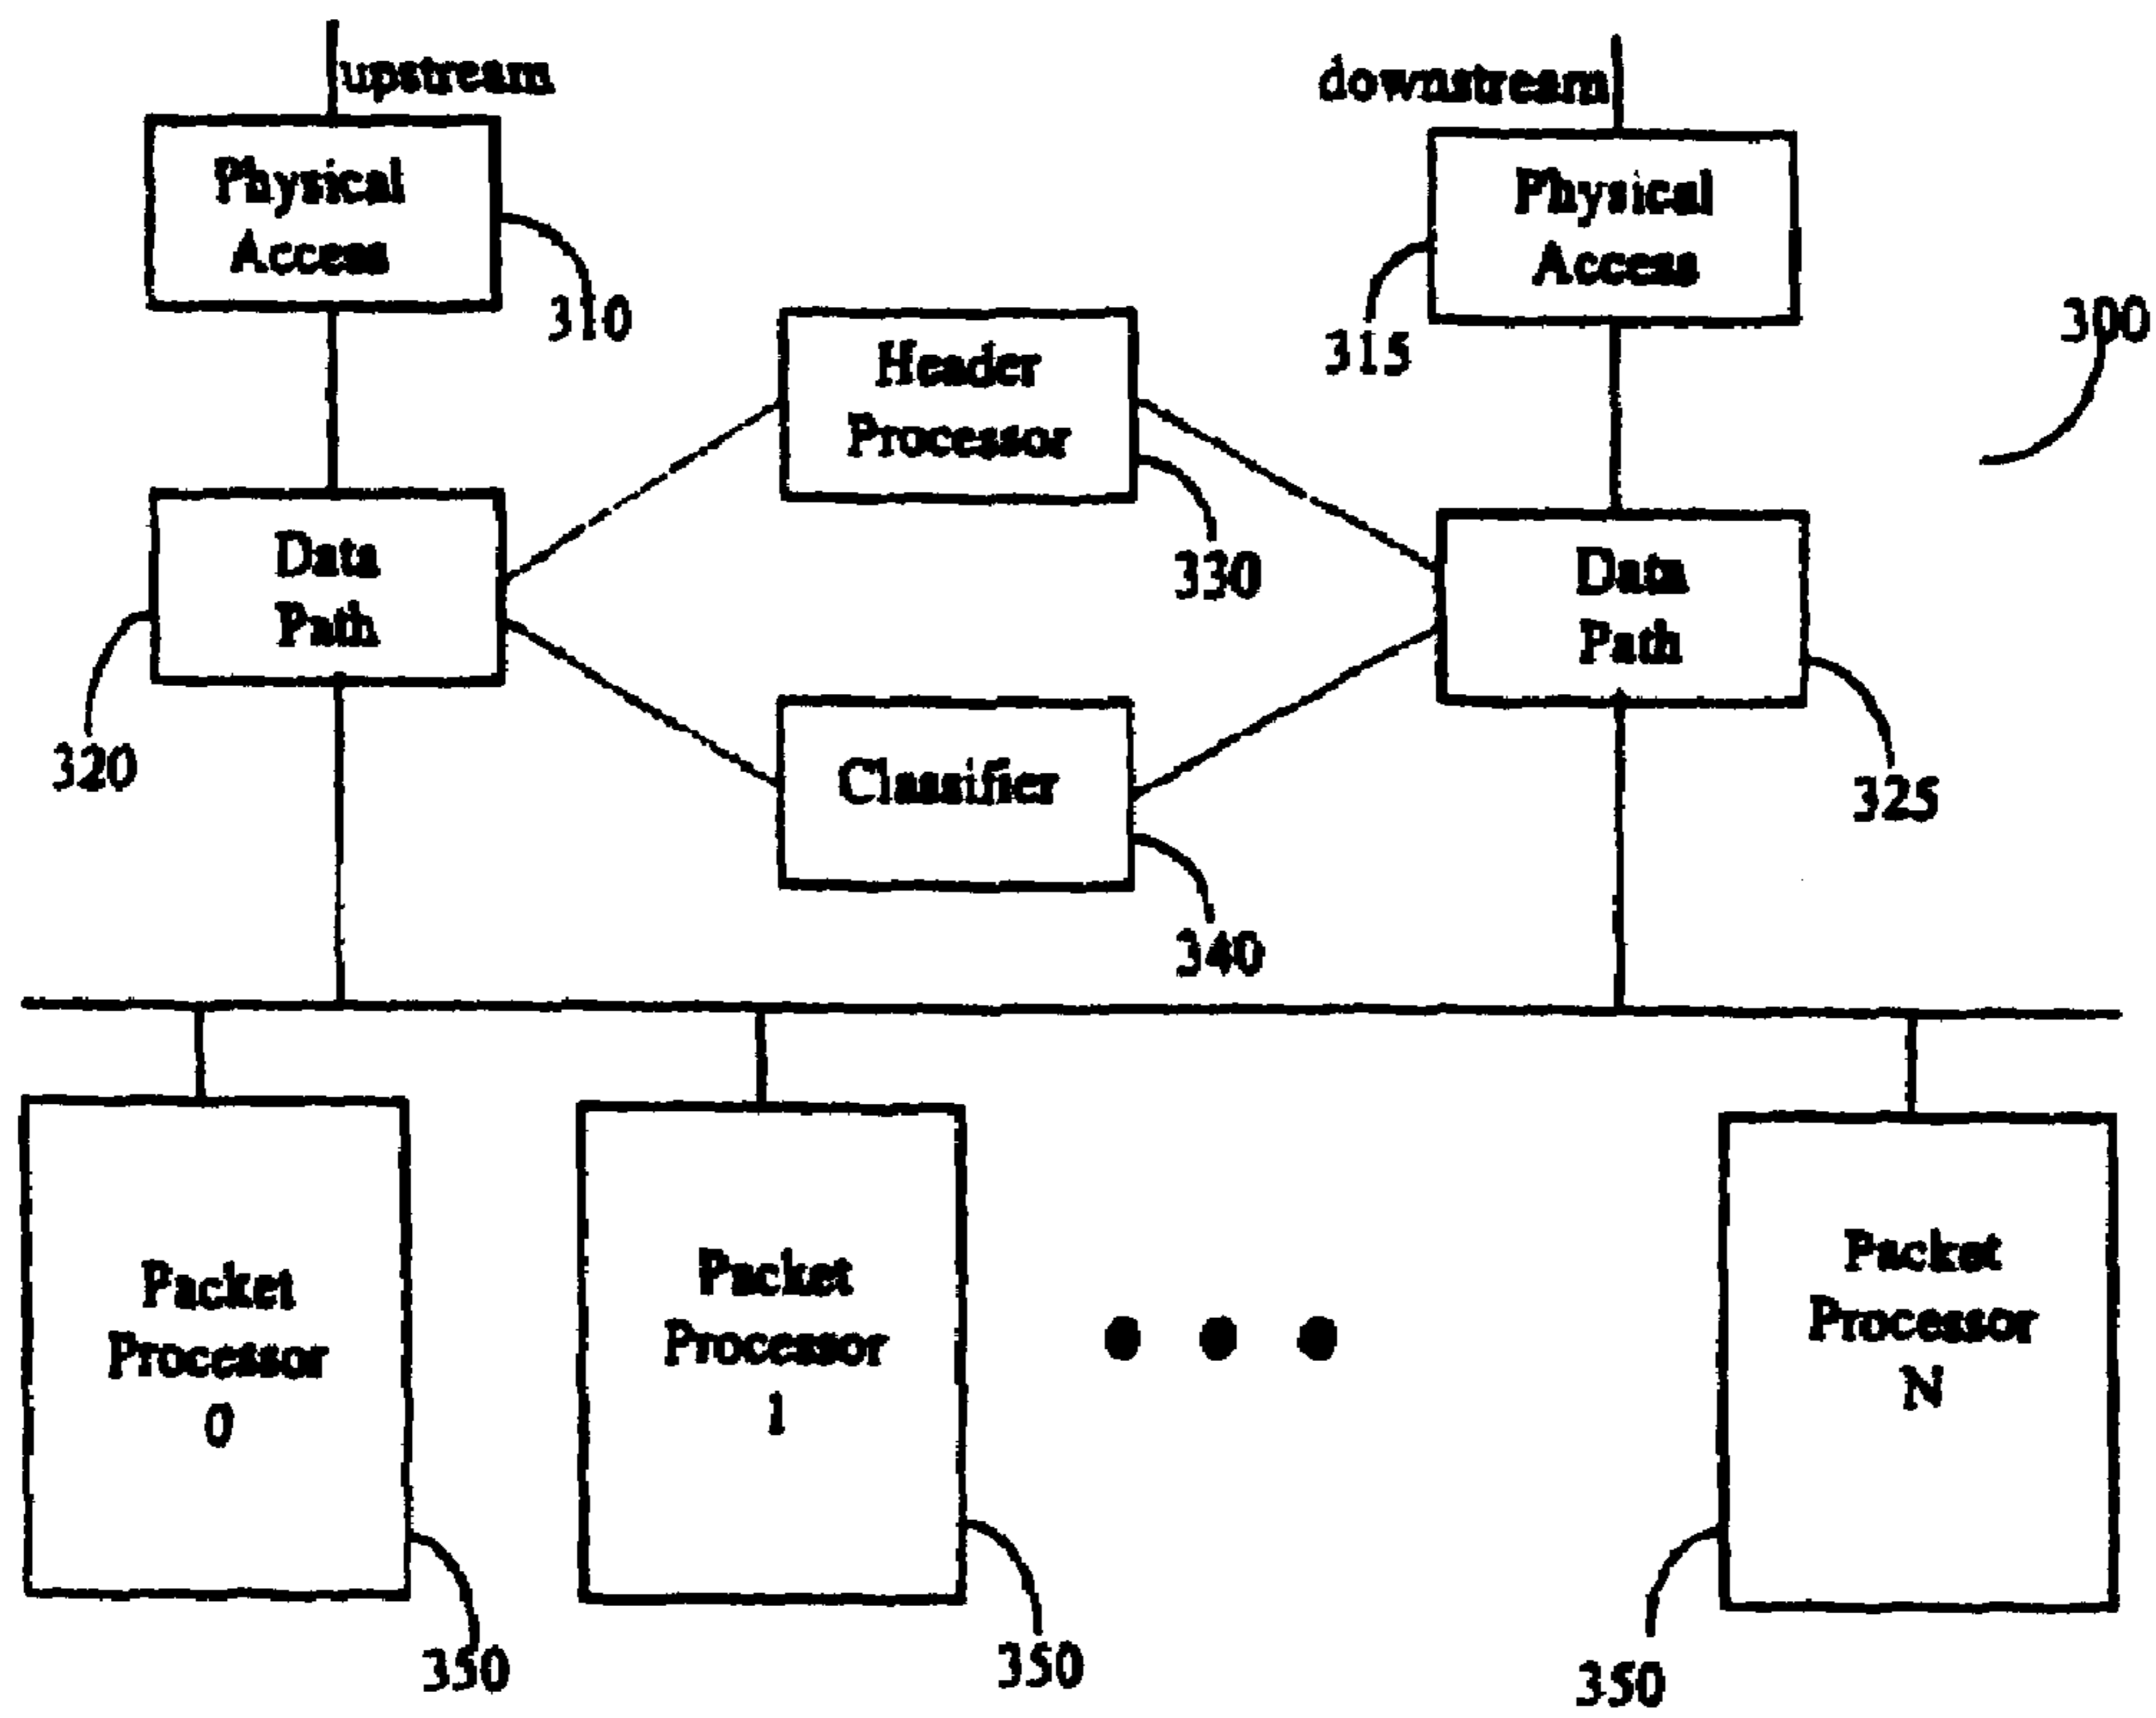 upstream
downstream
Physical
Access
310
Physical
Access
315
300
Header
Processor
330
Data
Path
320
Data
Path
325
Classifier
340
Packet
Processor
0
350
Packet
Processor
1
350
Packet
Processor
N
350